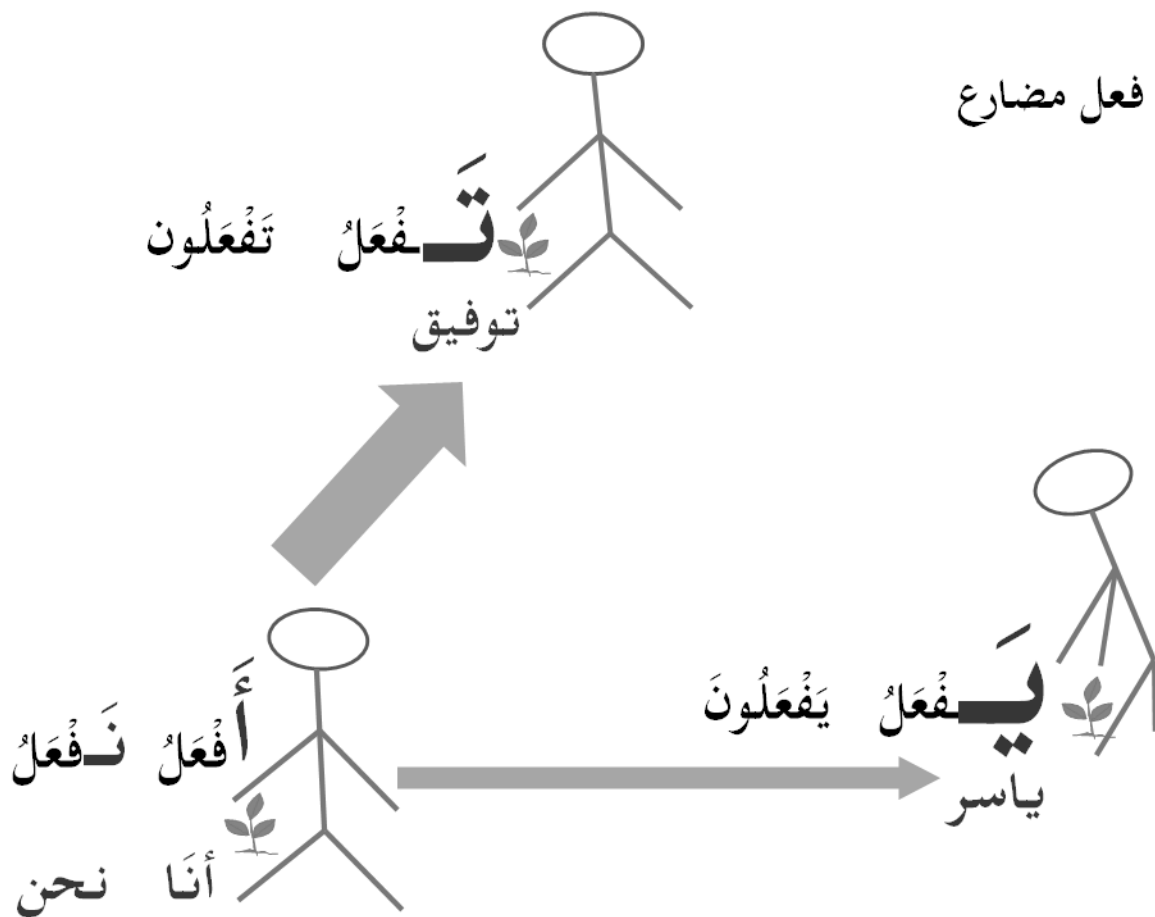 فعل مضارع
تَـفْعَلُ تَفْعَلُون
توفيق
يَـفْعَلُ يَفْعَلُونَ
ياسر
أَفْعَلُ نَـفْعَلُ
أنَا نحن